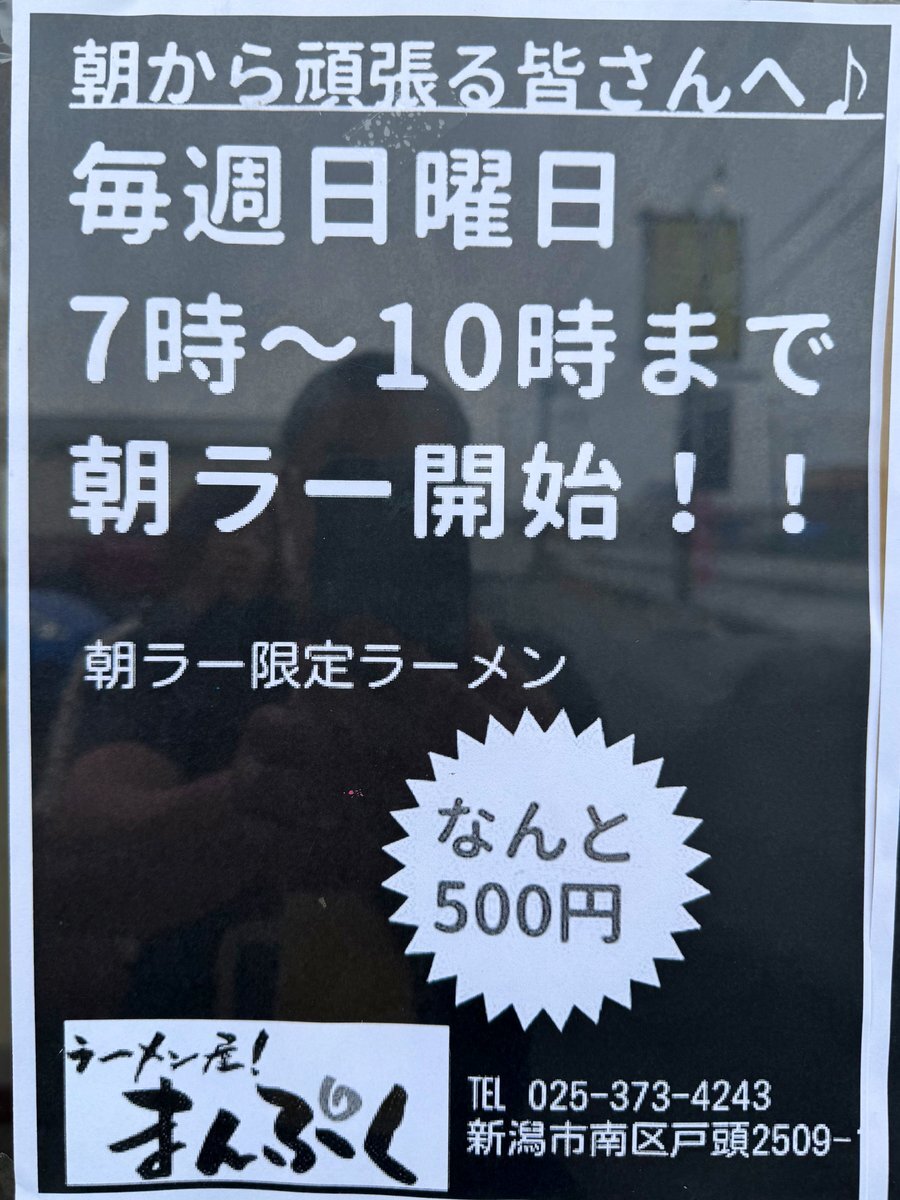 朝から頑張る皆さんへ♪
毎週日曜日
7時～10時まで
朝ラー開始！！
朝ラー限定ラーメン
なんと
500円
ラーメン屋!
まんぷく
TEL 025-373-4243
新潟市南区戸頭2509-